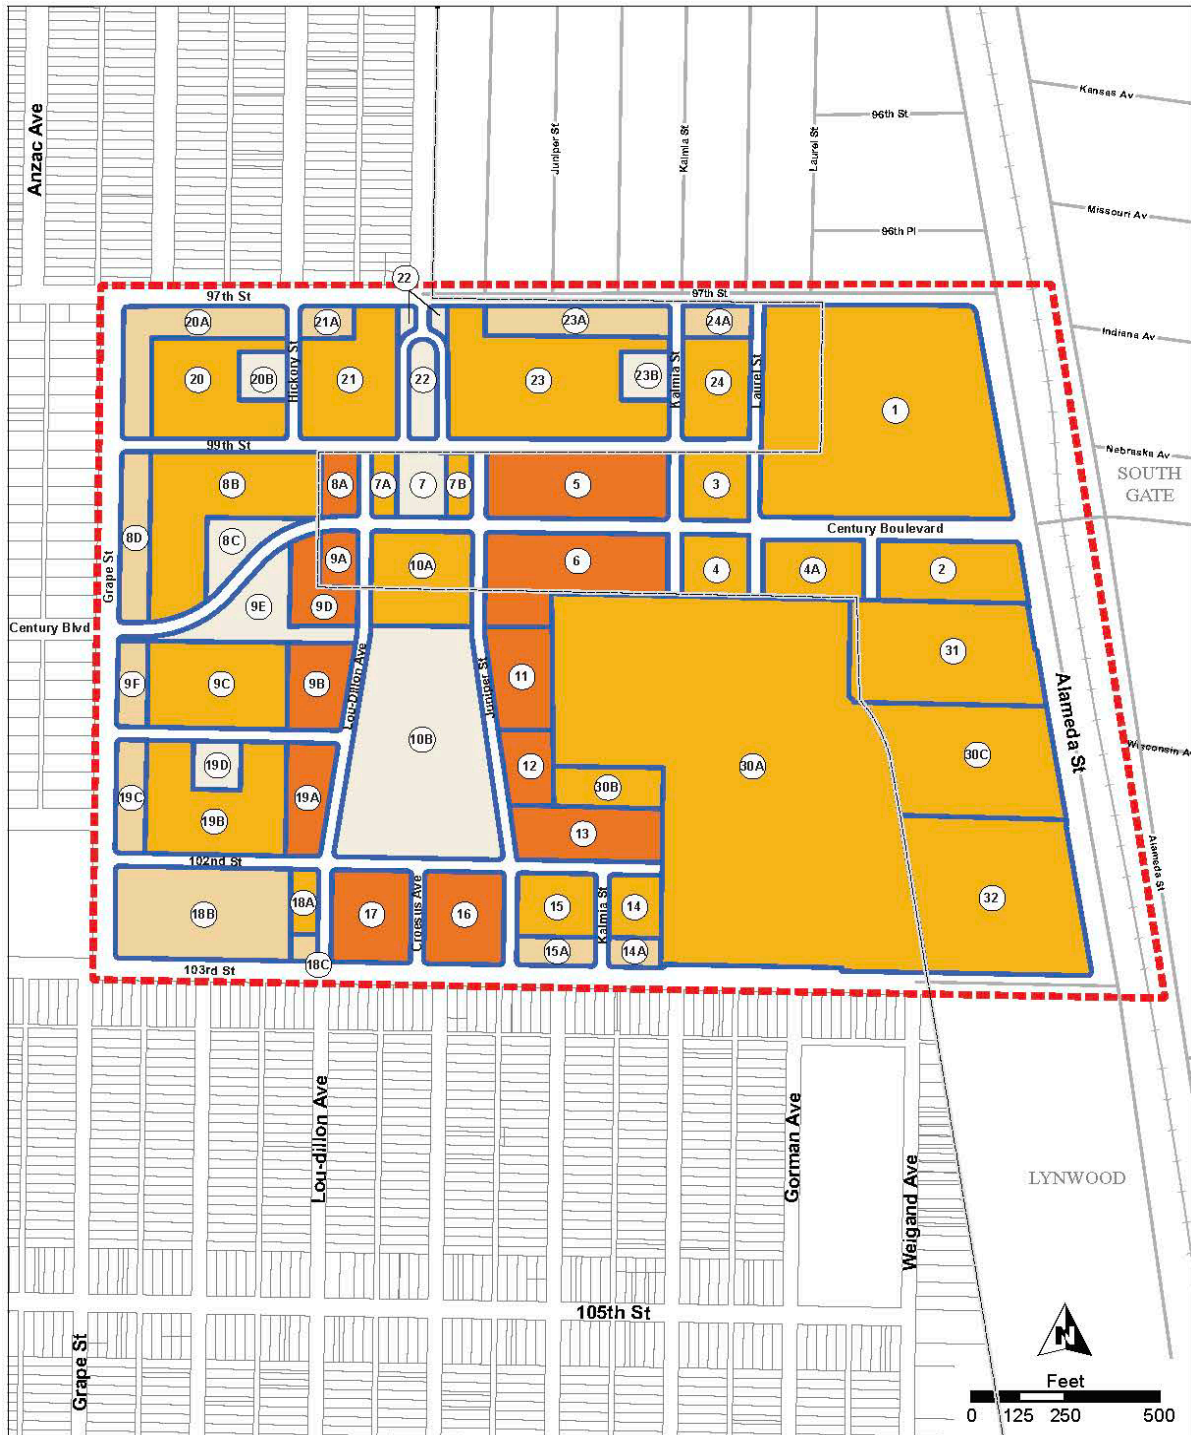 Anzac Ave
Juniper St
Kalmia St
Laurel St
Kansas Av
96th St
Missouri Av
96th Pl
22
97th St
97th St
20A
21A
23A
24A
Indiana Av
Hickory St
Kalmia St
Laurel St
20
20B
21
22
23
23B
24
1
99th St
Nebraska Av
SOUTH
GATE
8B
8A
7A
7
7B
5
3
8D
8C
Century Boulevard
Grape St
9A
10A
6
4
4A
2
9E
9D
Century Blvd
9F
9C
9B
Lou-Dillon Ave
Juniper St
11
31
Alameda St
10B
19D
12
30A
30C
Wisconsin Av
19C
19A
30B
19B
13
102nd St
Alameda St
18B
18A
17
Croesus Ave
16
15
Kalmia St
14
32
15A
14A
18C
103rd St
Lou-dillon Ave
Gorman Ave
Weigand Ave
LYNWOOD
105th St
Grape St
N
Feet
0 125 250 500